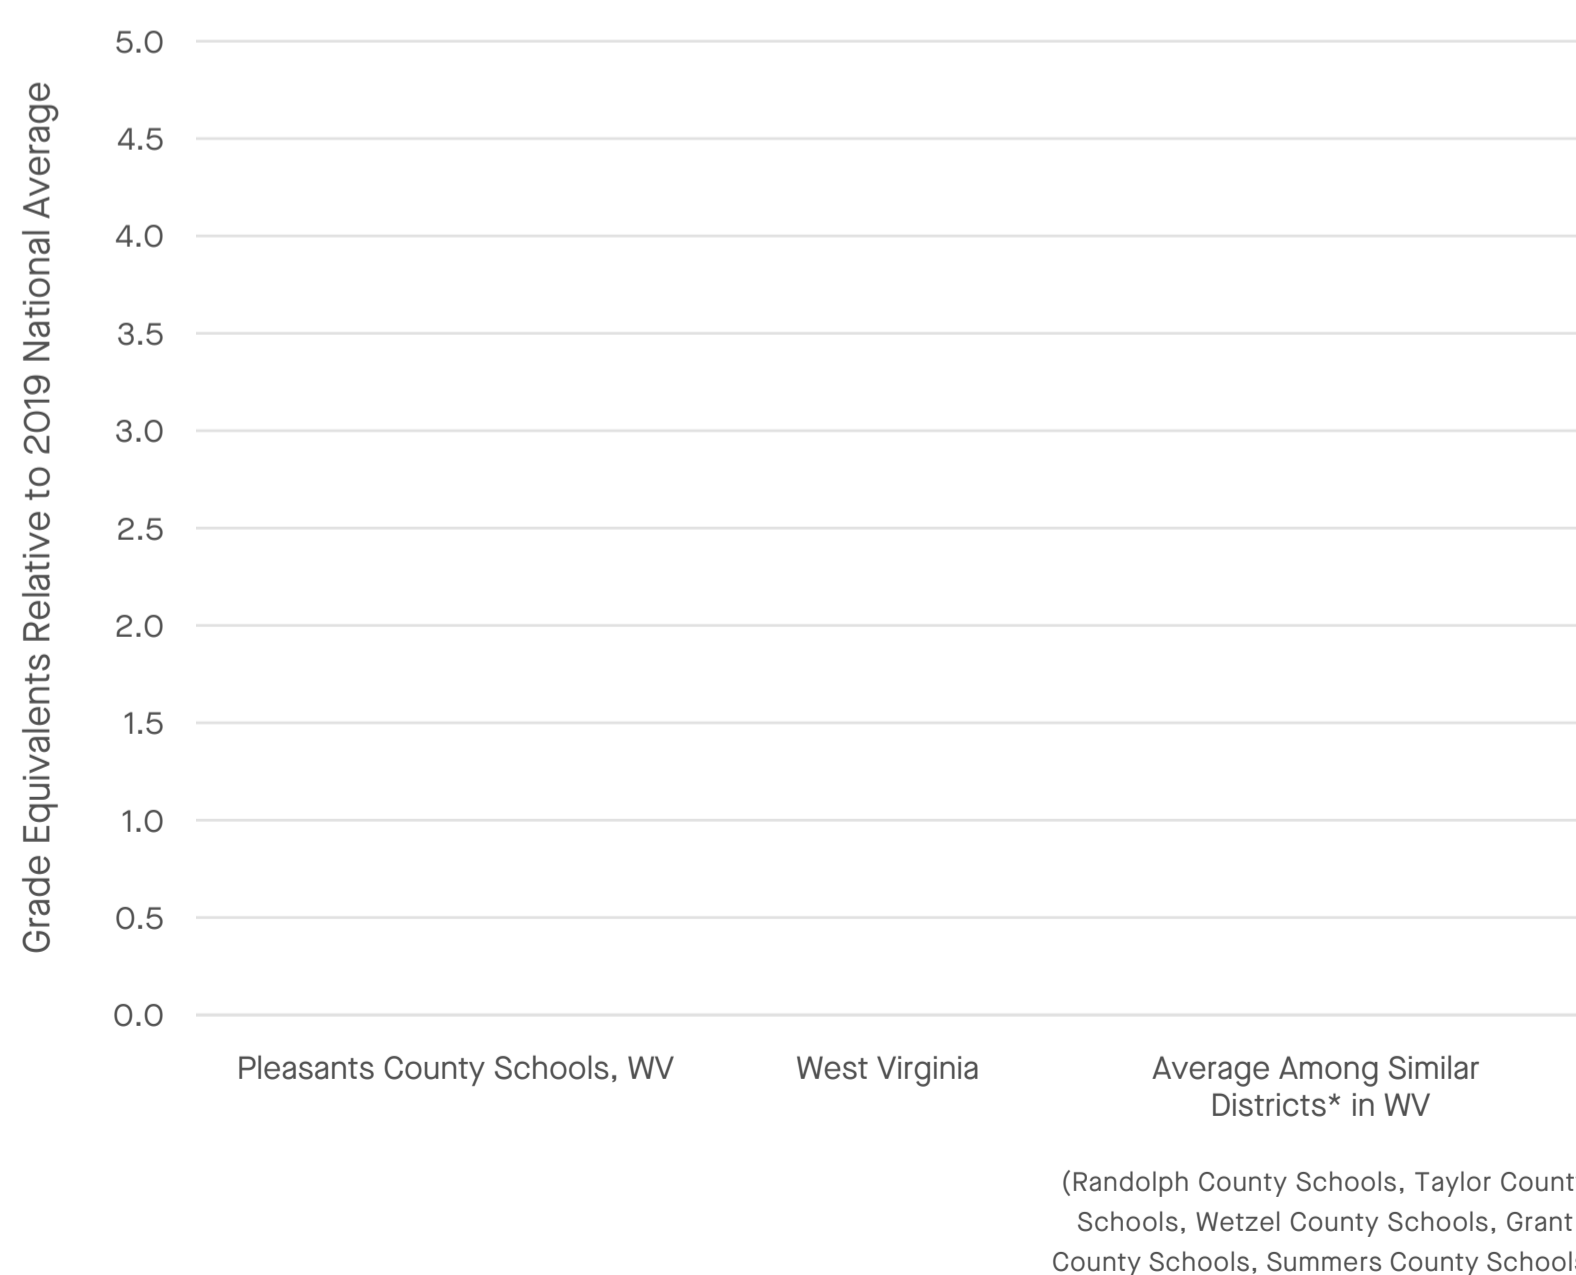 Grade Equivalents Relative to 2019 National Average
5.0
4.5
4.0
3.5
3.0
2.5
2.0
1.5
1.0
0.5
0.0
Pleasants County Schools, WV
West Virginia
Average Among Similar
Districts* in WV
(Randolph County Schools, Taylor
Schools, Wetzel County Schools, Grant
County Schools, Summers County